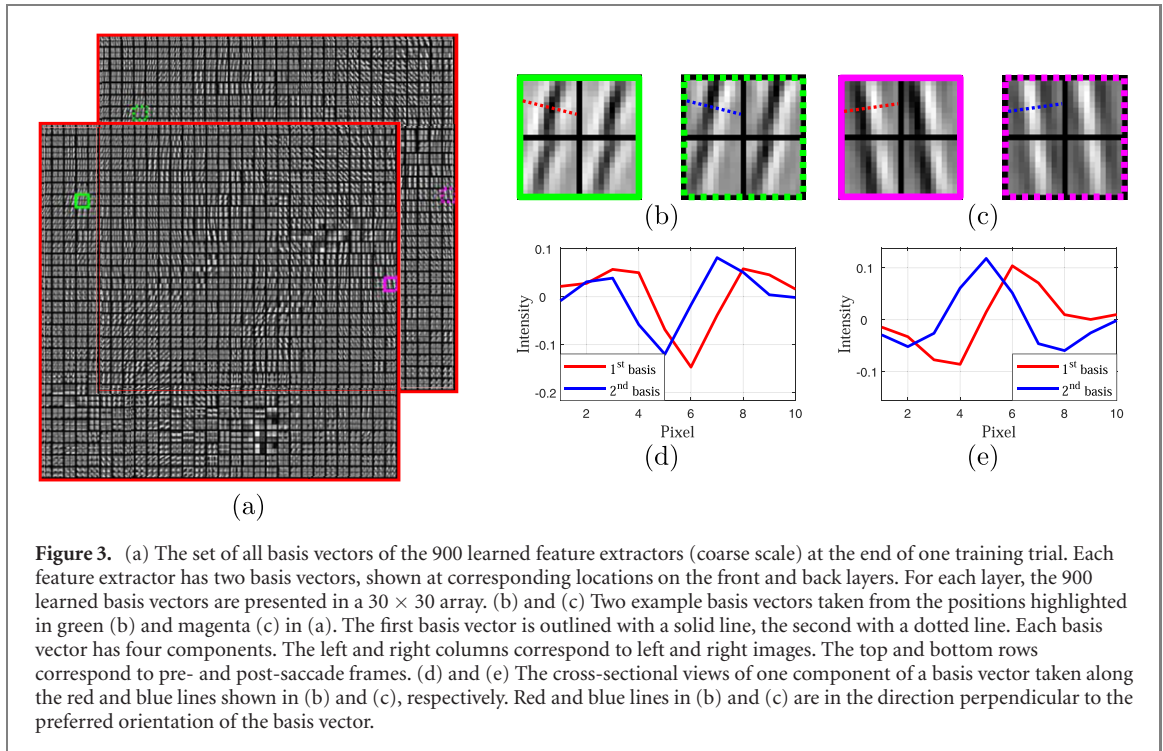 (a)
(b)
(c)
0.1
0
-0.1
-0.2
Intensity
1st basis
2nd basis
2
4
6
8
10
Pixel
(d)
0.1
0
-0.1
Intensity
1st basis
2nd basis
2
4
6
8
10
Pixel
(e)
Figure 3. (a) The set of all basis vectors of the 900 learned feature extractors (coarse scale) at the end of one training trial. Each
feature extractor has two basis vectors, shown at corresponding locations on the front and back layers. For each layer, the 900
learned basis vectors are presented in a 30 × 30 array. (b) and (c) Two example basis vectors taken from the positions highlighted
in green (b) and magenta (c) in (a). The first basis vector is outlined with a solid line, the second with a dotted line. Each basis
vector has four components. The left and right columns correspond to left and right images. The top and bottom rows
correspond to pre- and post-saccade frames. (d) and (e) The cross-sectional views of one component of a basis vector taken along
the red and blue lines shown in (b) and (c), respectively. Red and blue lines in (b) and (c) are in the direction perpendicular to the
preferred orientation of the basis vector.